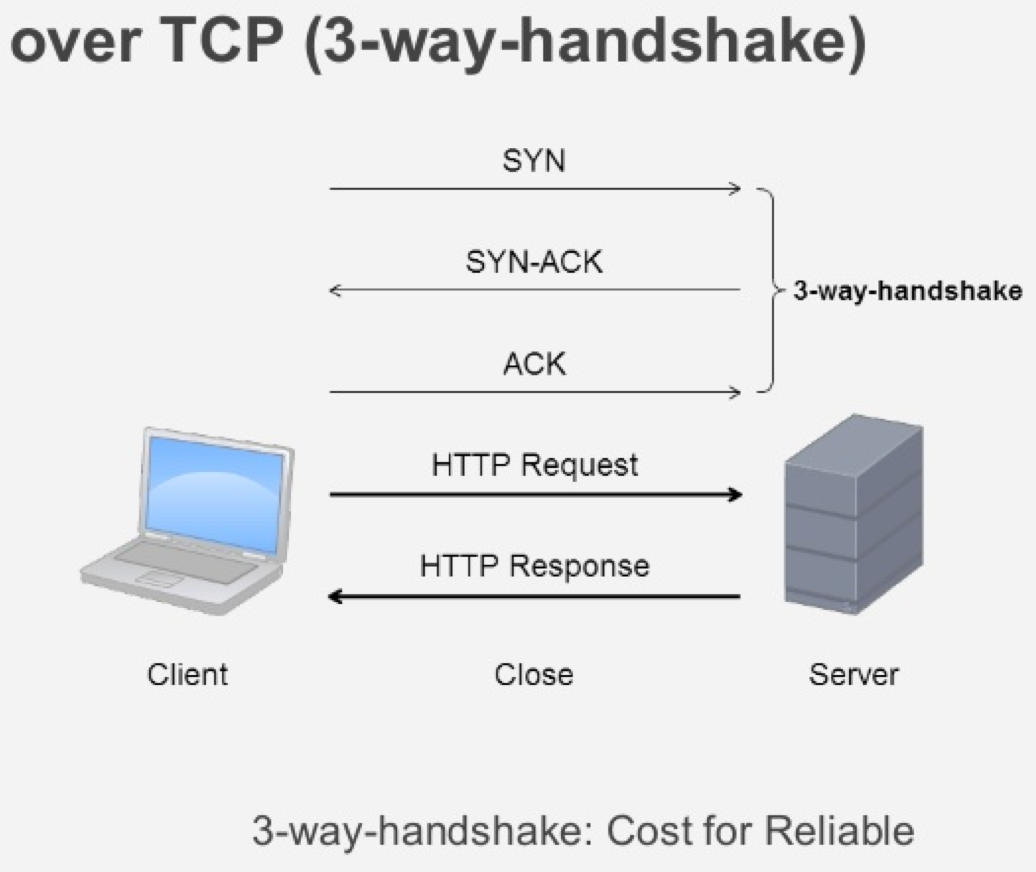 over TCP (3-way-handshake)
SYN
SYN-ACK
3-way-handshake
ACK
HTTP Request
HTTP Response
Client
Close
Server
3-way-handshake: Cost for Reliable